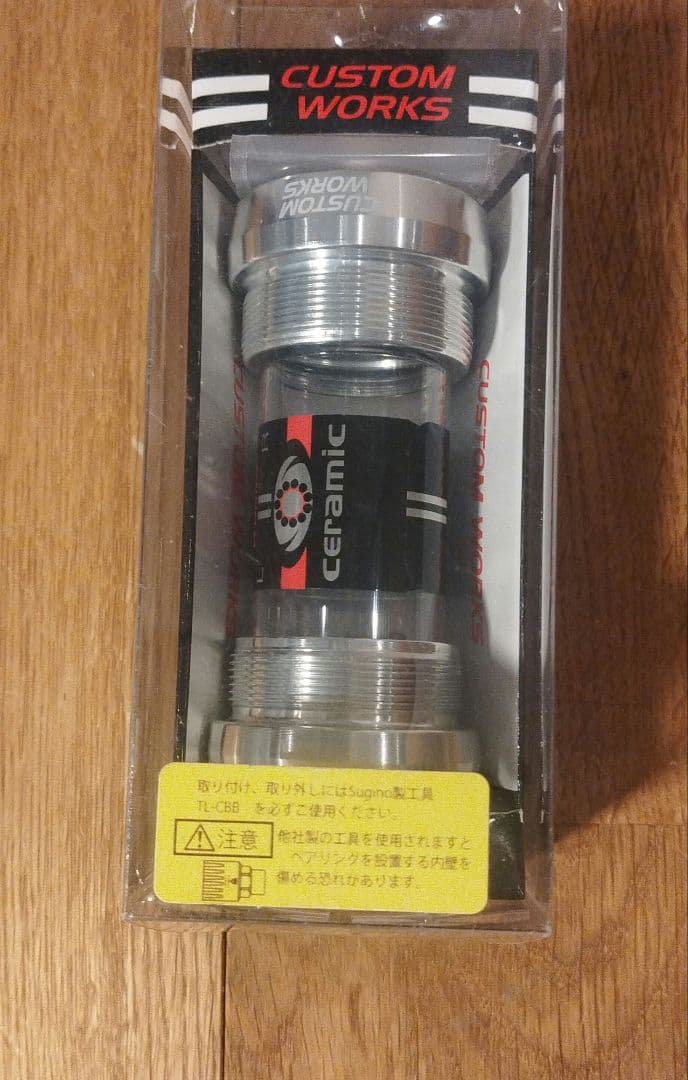 CUSTOM
WORKS
CUSTOM
WORKS
ceramic
CUSTOM WORKS
取り付け、取り外しにはSugino製工具
TL-CBB を必ずご使用ください。
注意
他社製の工具を使用されますと
ベアリングを設置する内壁を
傷める恐れがあります。